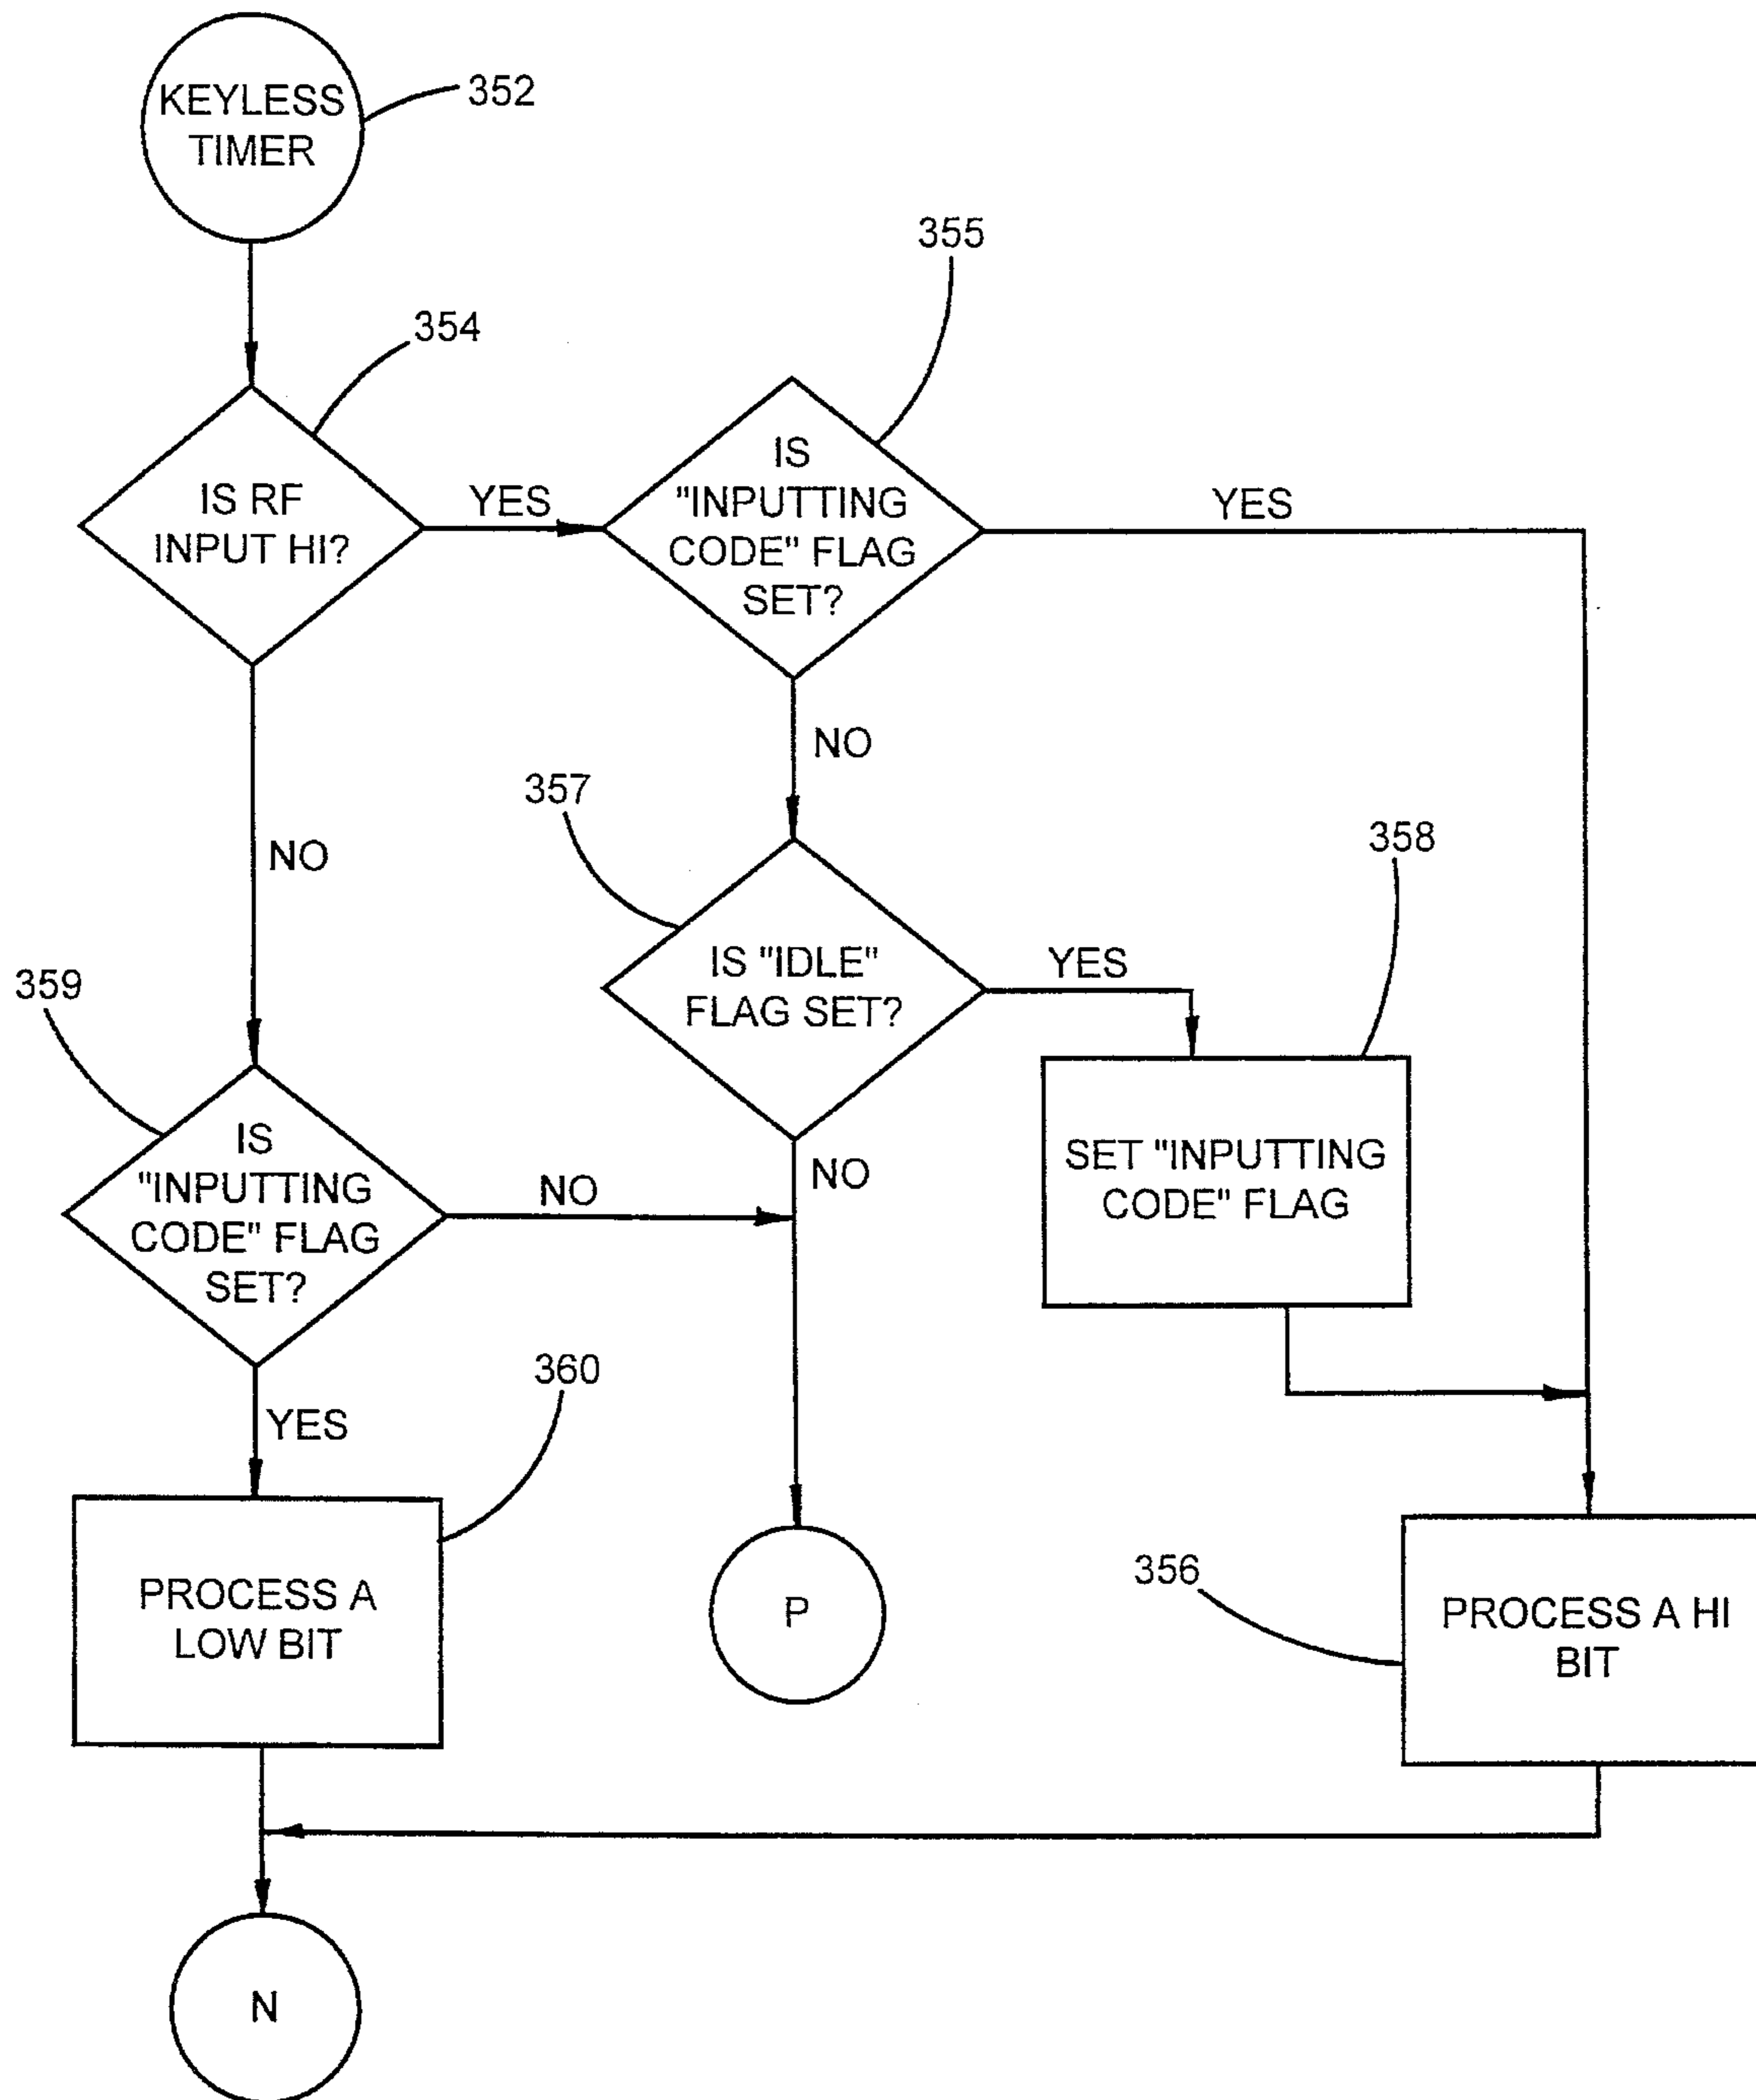 KEYLESS
TIMER
352
355
354
IS RF
INPUT HI?
YES
IS
"INPUTTING
CODE" FLAG
SET?
YES
NO
NO
357
358
IS "IDLE"
FLAG SET?
YES
359
SET "INPUTTING
CODE" FLAG
IS
"INPUTTING
CODE" FLAG
SET?
NO
NO
360
YES
PROCESS A
LOW BIT
P
356
PROCESS A HI
BIT
N